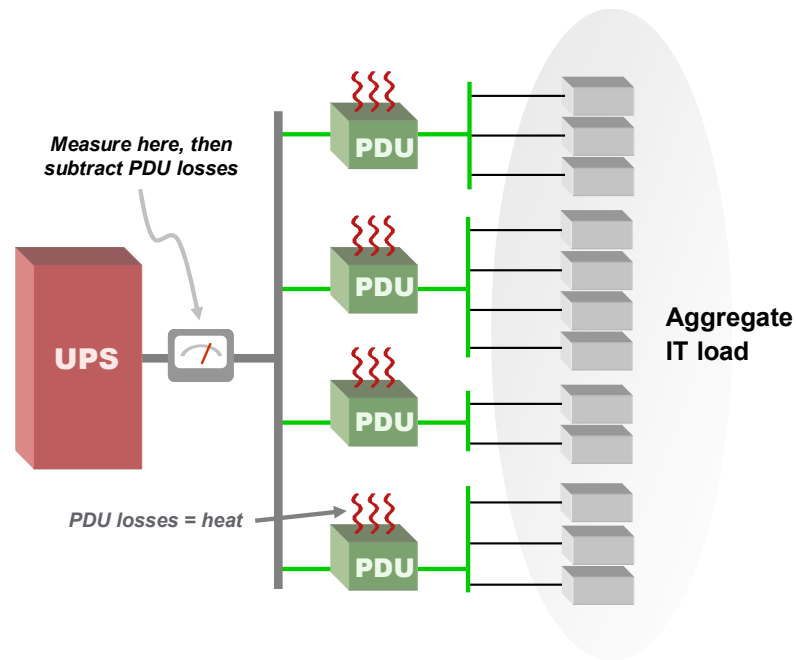 Measure here, then
subtract PDU losses
UPS
PDU
PDU
PDU
PDU
PDU losses = heat
Aggregate
IT load